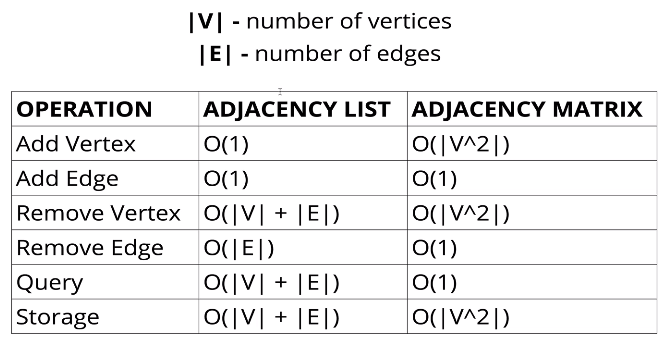 |V| - number of vertices
|E| - number of edges
OPERATION ADJACENCY LIST ADJACENCY MATRIX
Add Vertex O(1) O(|V^2|)
Add Edge O(1) O(1)
Remove Vertex O(|V| + |E|) O(|V^2|)
Remove Edge O(|E|) O(1)
Query O(|V| + |E|) O(1)
Storage O(|V| + |E|) O(|V^2|)